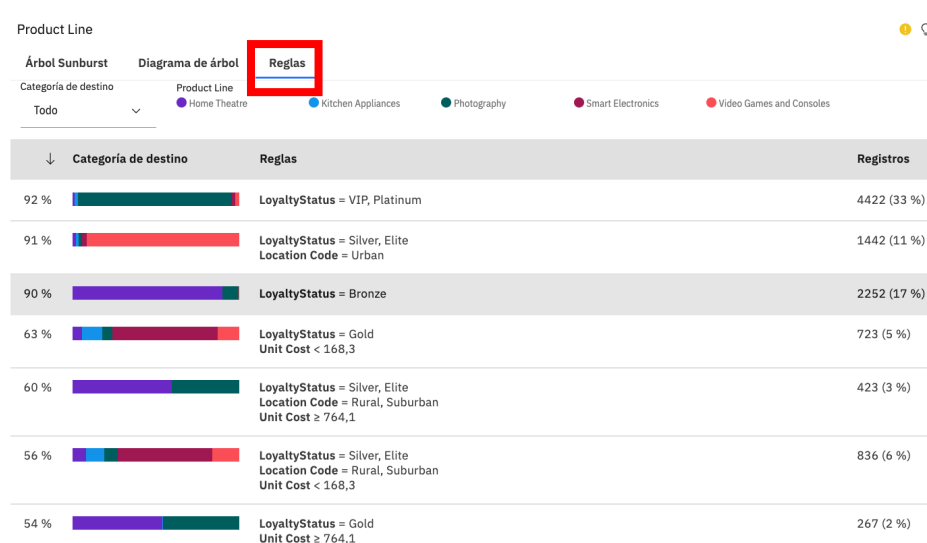 Product Line
Árbol Sunburst Diagrama de árbol Reglas
Categoría de destino Product Line
Todo Home Theatre Kitchen Appliances Photography Smart Electronics Video Games and Consoles
Categoría de destino Reglas Registros
92 % LoyaltyStatus = VIP, Platinum 4422 (33 %)
91 % LoyaltyStatus = Silver, Elite 1442 (11 %)
Location Code = Urban
90 % LoyaltyStatus = Bronze 2252 (17 %)
63 % LoyaltyStatus = Gold 723 (5 %)
Unit Cost < 168,3
60 % LoyaltyStatus = Silver, Elite 423 (3 %)
Location Code = Rural, Suburban
Unit Cost ≥ 764,1
56 % LoyaltyStatus = Silver, Elite 836 (6 %)
Location Code = Rural, Suburban
Unit Cost < 168,3
54 % LoyaltyStatus = Gold 267 (2 %)
Unit Cost ≥ 764,1